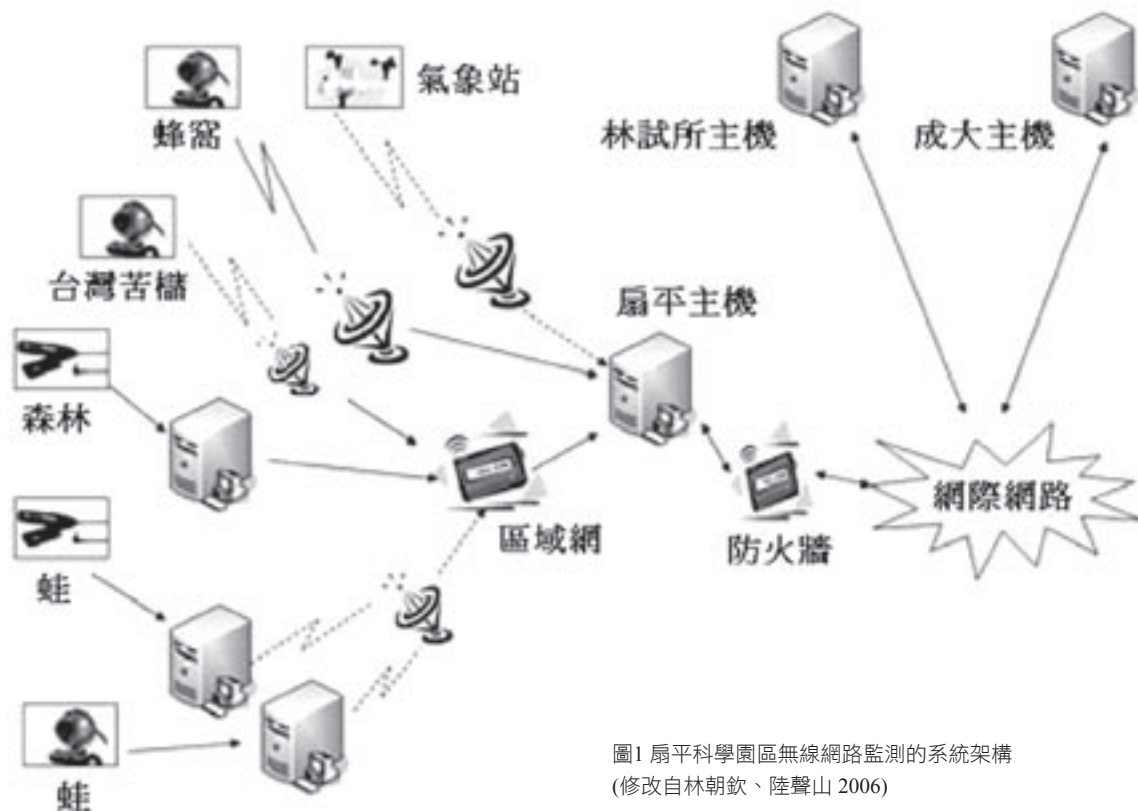 氣象站
蜂窩
林試所主機
成大主機
台灣苦櫧
扇平主機
森林
區域網
防火牆
網際網路
蛙
蛙
圖1 扇平科學園區無線網路監測的系統架構
(修改自林朝欽、陸聲山 2006)